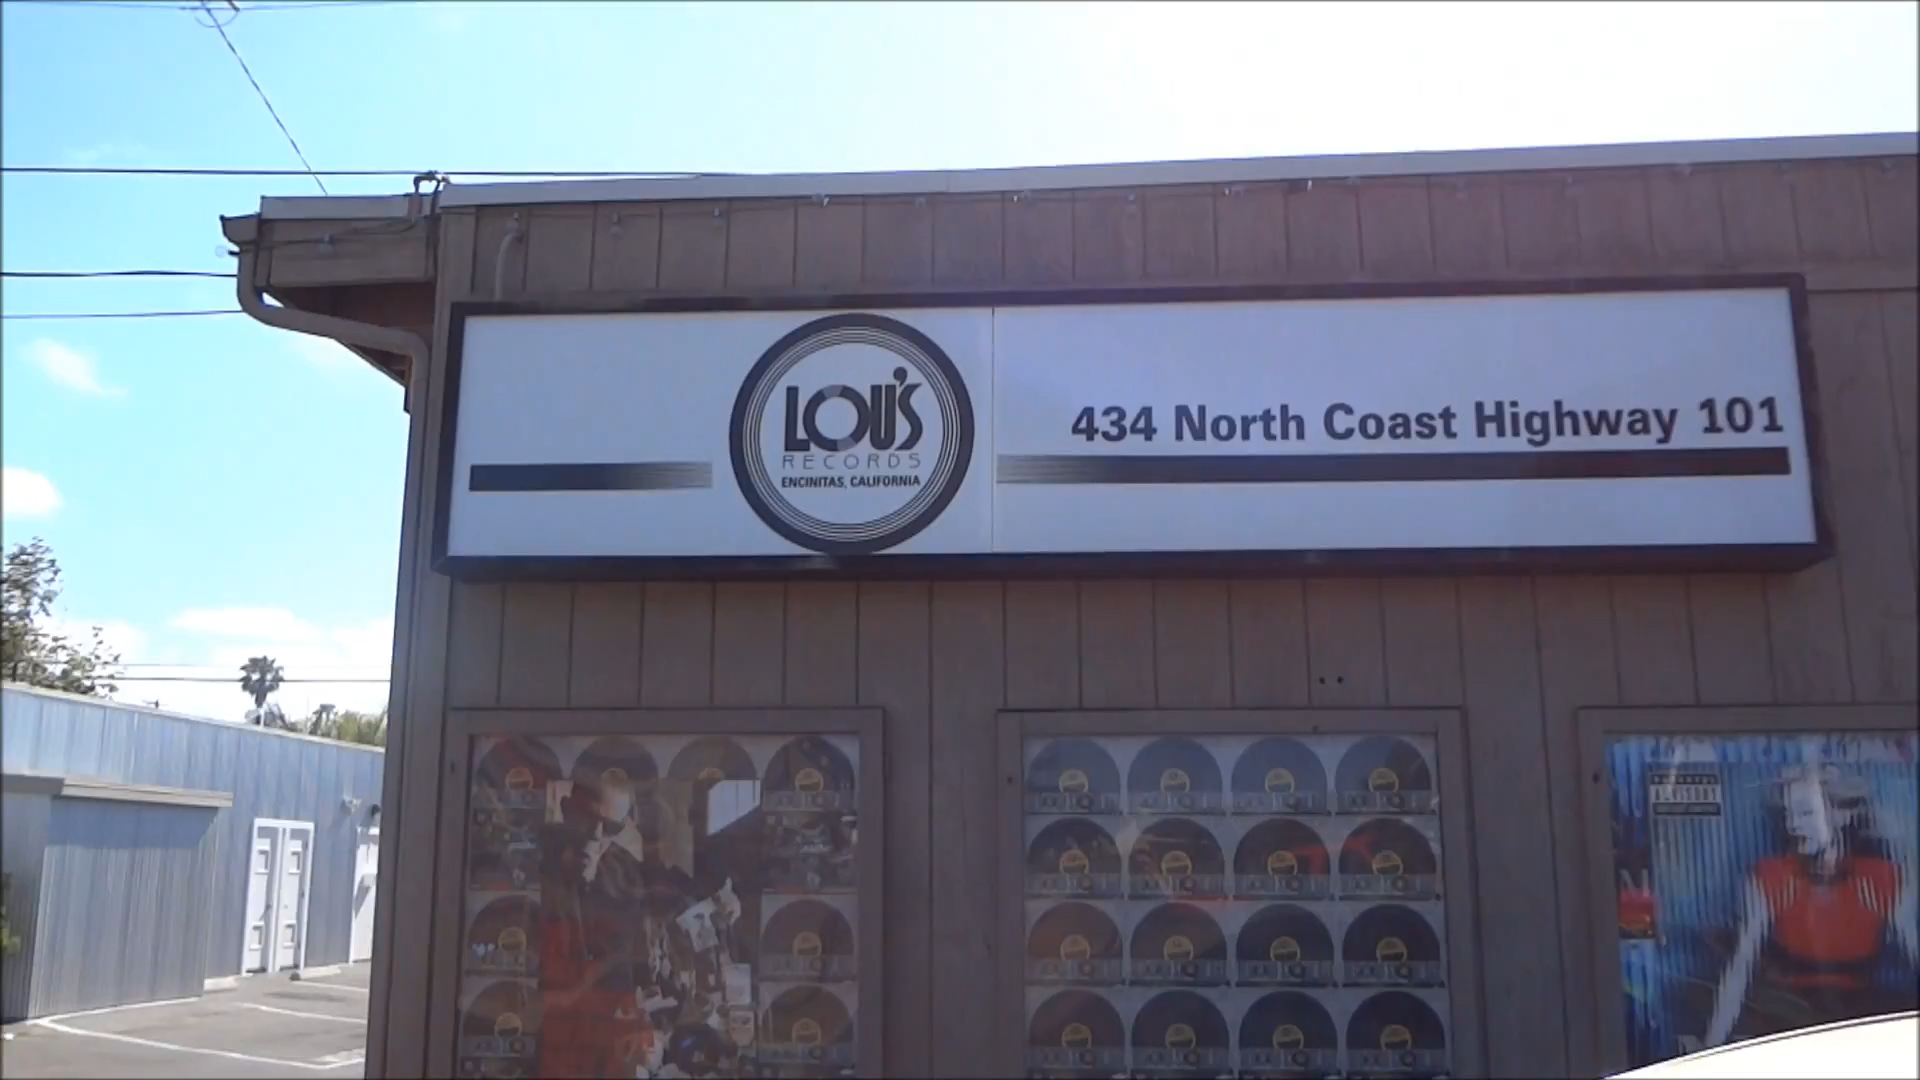 LOU'S
RECORDS
ENCINITAS, CALIFORNIA
434 North Coast Highway 101